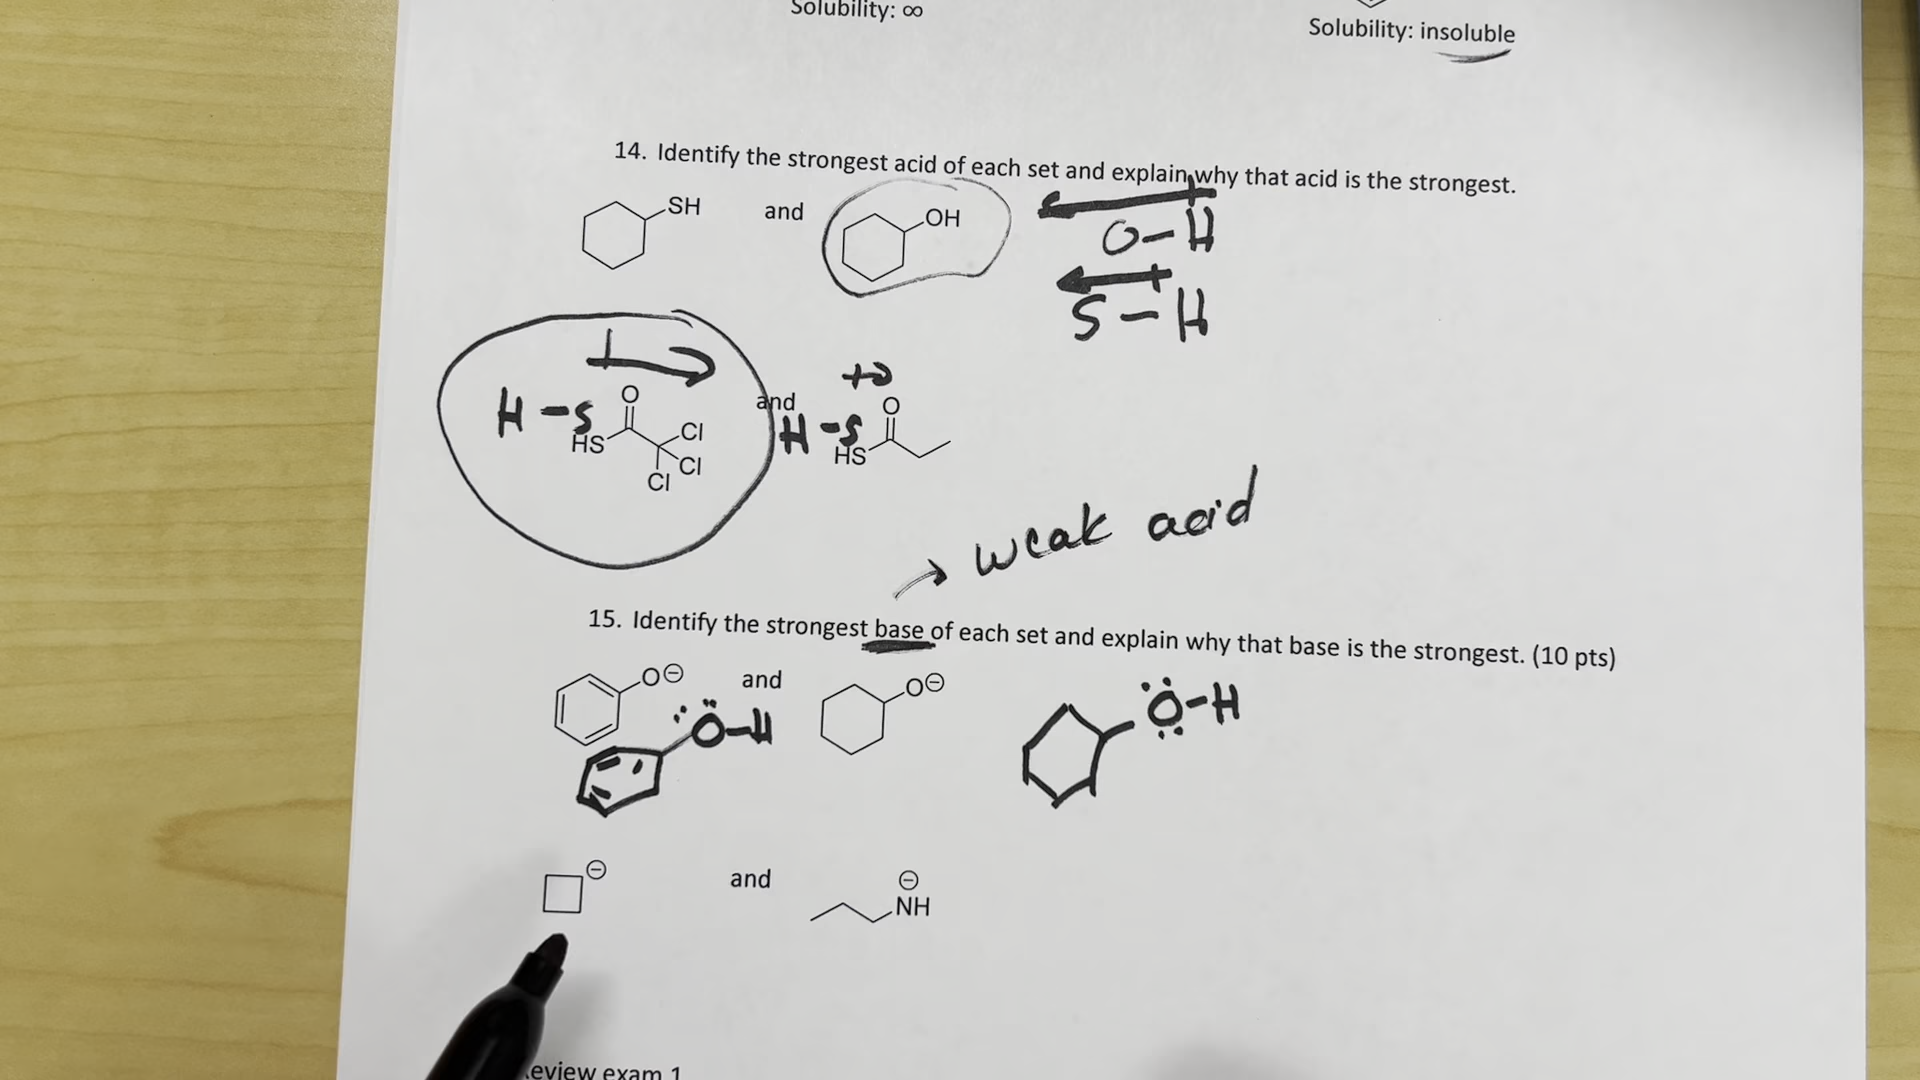 Solubility: ∞
Solubility: insoluble
14. Identify the strongest acid of each set and explain why that acid is the strongest.
SH and OH
O-H
S-H
H-S O Cl Cl Cl HS
and
H-S O HS
weak acid
15. Identify the strongest base of each set and explain why that base is the strongest. (10 pts)
O⊖ and O⊖
O-H
O-H
⊖ and ⊖ NH
eview exam 1